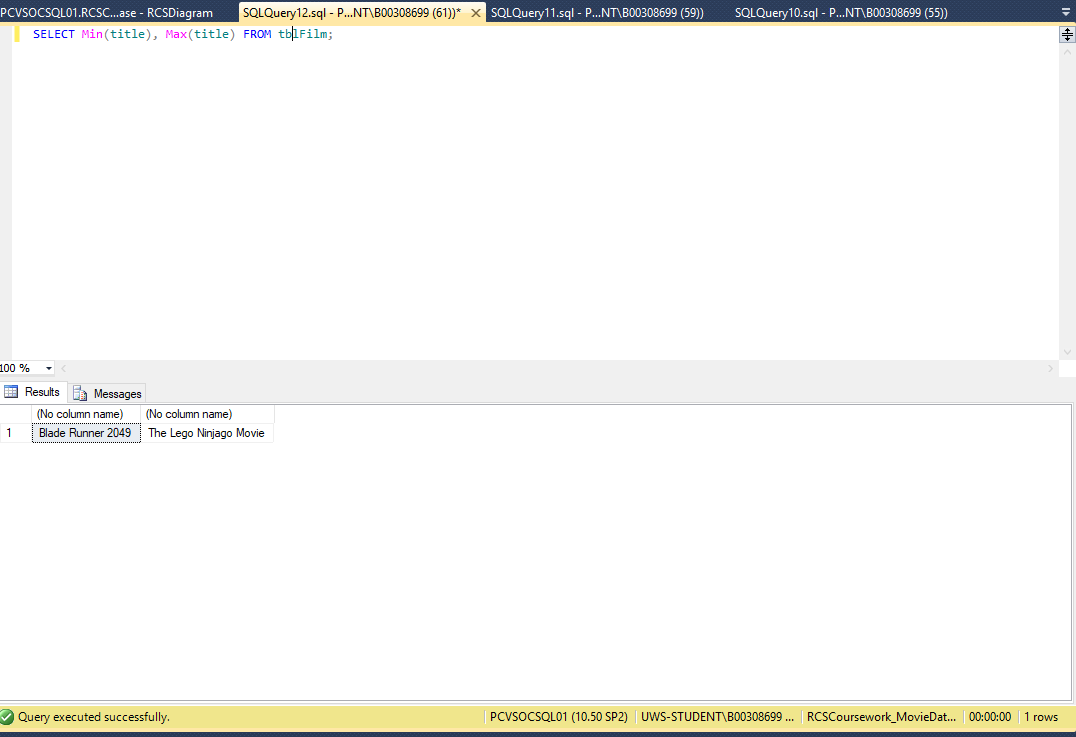 PCVSOCSQL01.RCSC...ase - RCSDiagram SQLQuery12.sql - P...NT\B00308699 (61))* SQLQuery11.sql - P...NT\B00308699 (59)) SQLQuery10.sql - P...NT\B00308699 (55))
SELECT Min(title), Max(title) FROM tblFilm;
100 %
Results Messages
(No column name) (No column name)
1 Blade Runner 2049 The Lego Ninjago Movie
Query executed successfully. PCVSOCSQL01 (10.50 SP2) UWS-STUDENT\B00308699 ... RCSCoursework_MovieDat... 00:00:00 1 rows